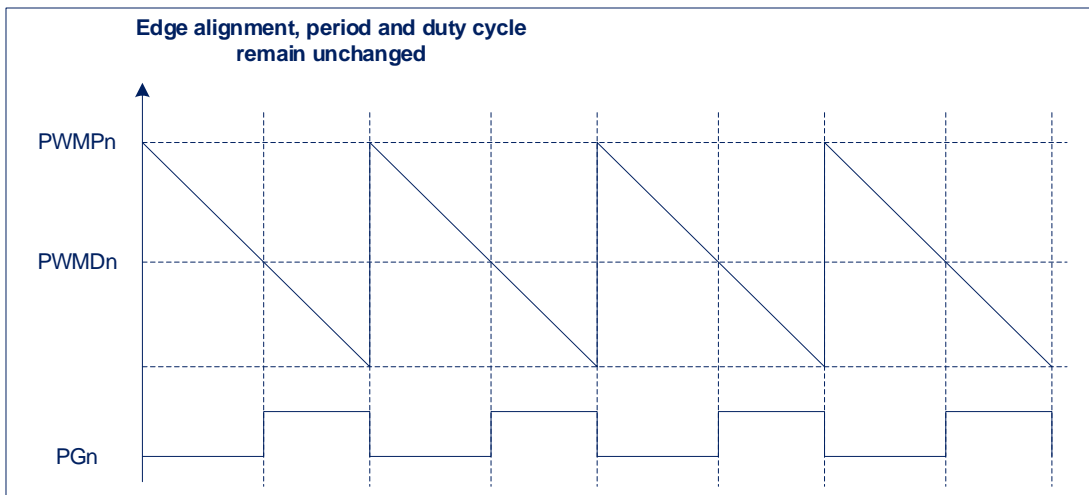 Edge alignment, period and duty cycle
remain unchanged
PWMPn
PWMDn
PGn